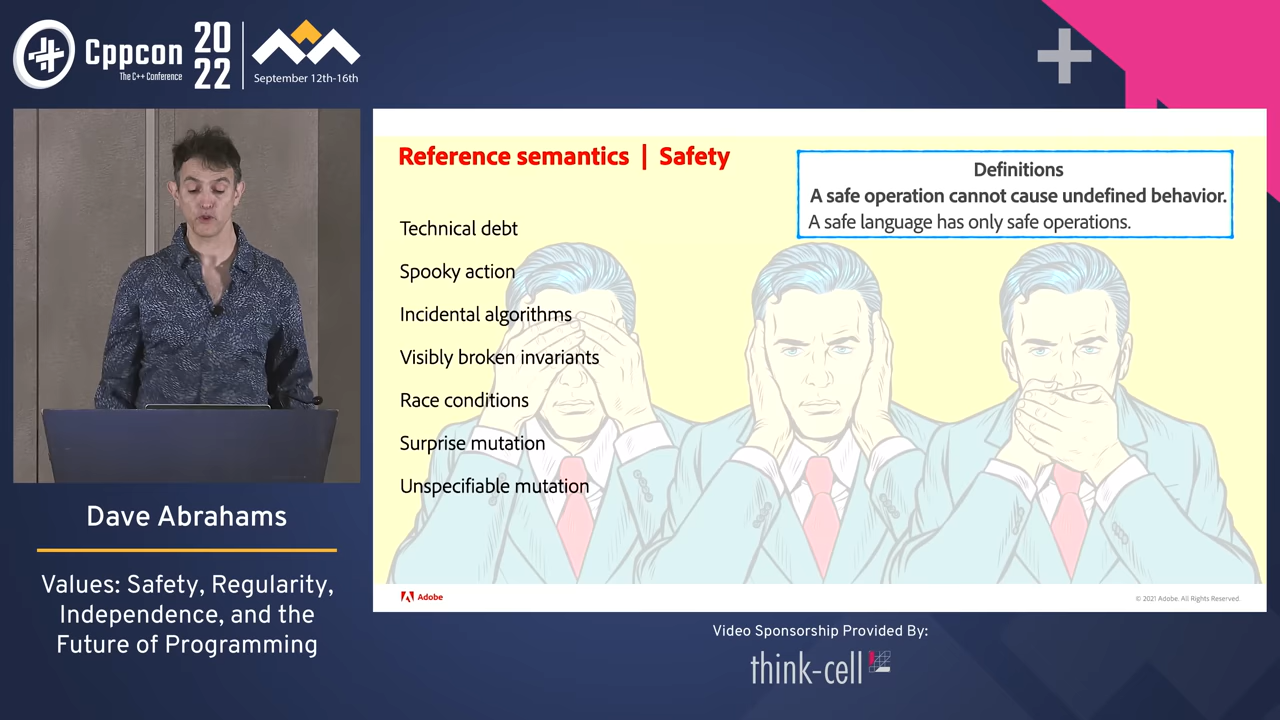 Cppcon
The C++ Conference
20
22
September 12th-16th
Reference semantics | Safety
Definitions
A safe operation cannot cause undefined behavior.
A safe language has only safe operations.
Technical debt
Spooky action
Incidental algorithms
Visibly broken invariants
Race conditions
Surprise mutation
Unspecifiable mutation
Adobe
© 2021 Adobe. All Rights Reserved.
Dave Abrahams
Values: Safety, Regularity,
Independence, and the
Future of Programming
Video Sponsorship Provided By:
think-cell